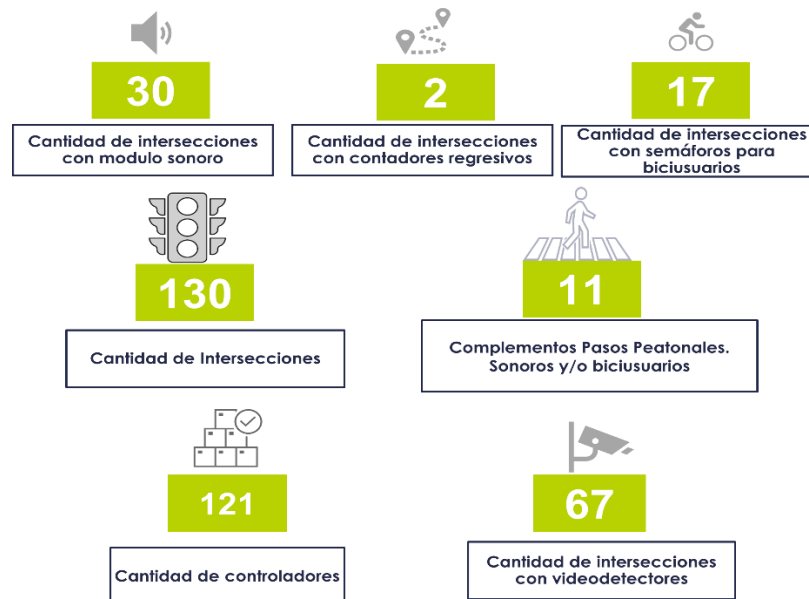 30
Cantidad de intersecciones
con modulo sonoro
2
Cantidad de intersecciones
con contadores regresivos
17
Cantidad de intersecciones
con semáforos para
biciusuarios
130
Cantidad de Intersecciones
11
Complementos Pasos Peatonales.
Sonoros y/o biciusuarios
121
Cantidad de controladores
67
Cantidad de intersecciones
con videodetectores